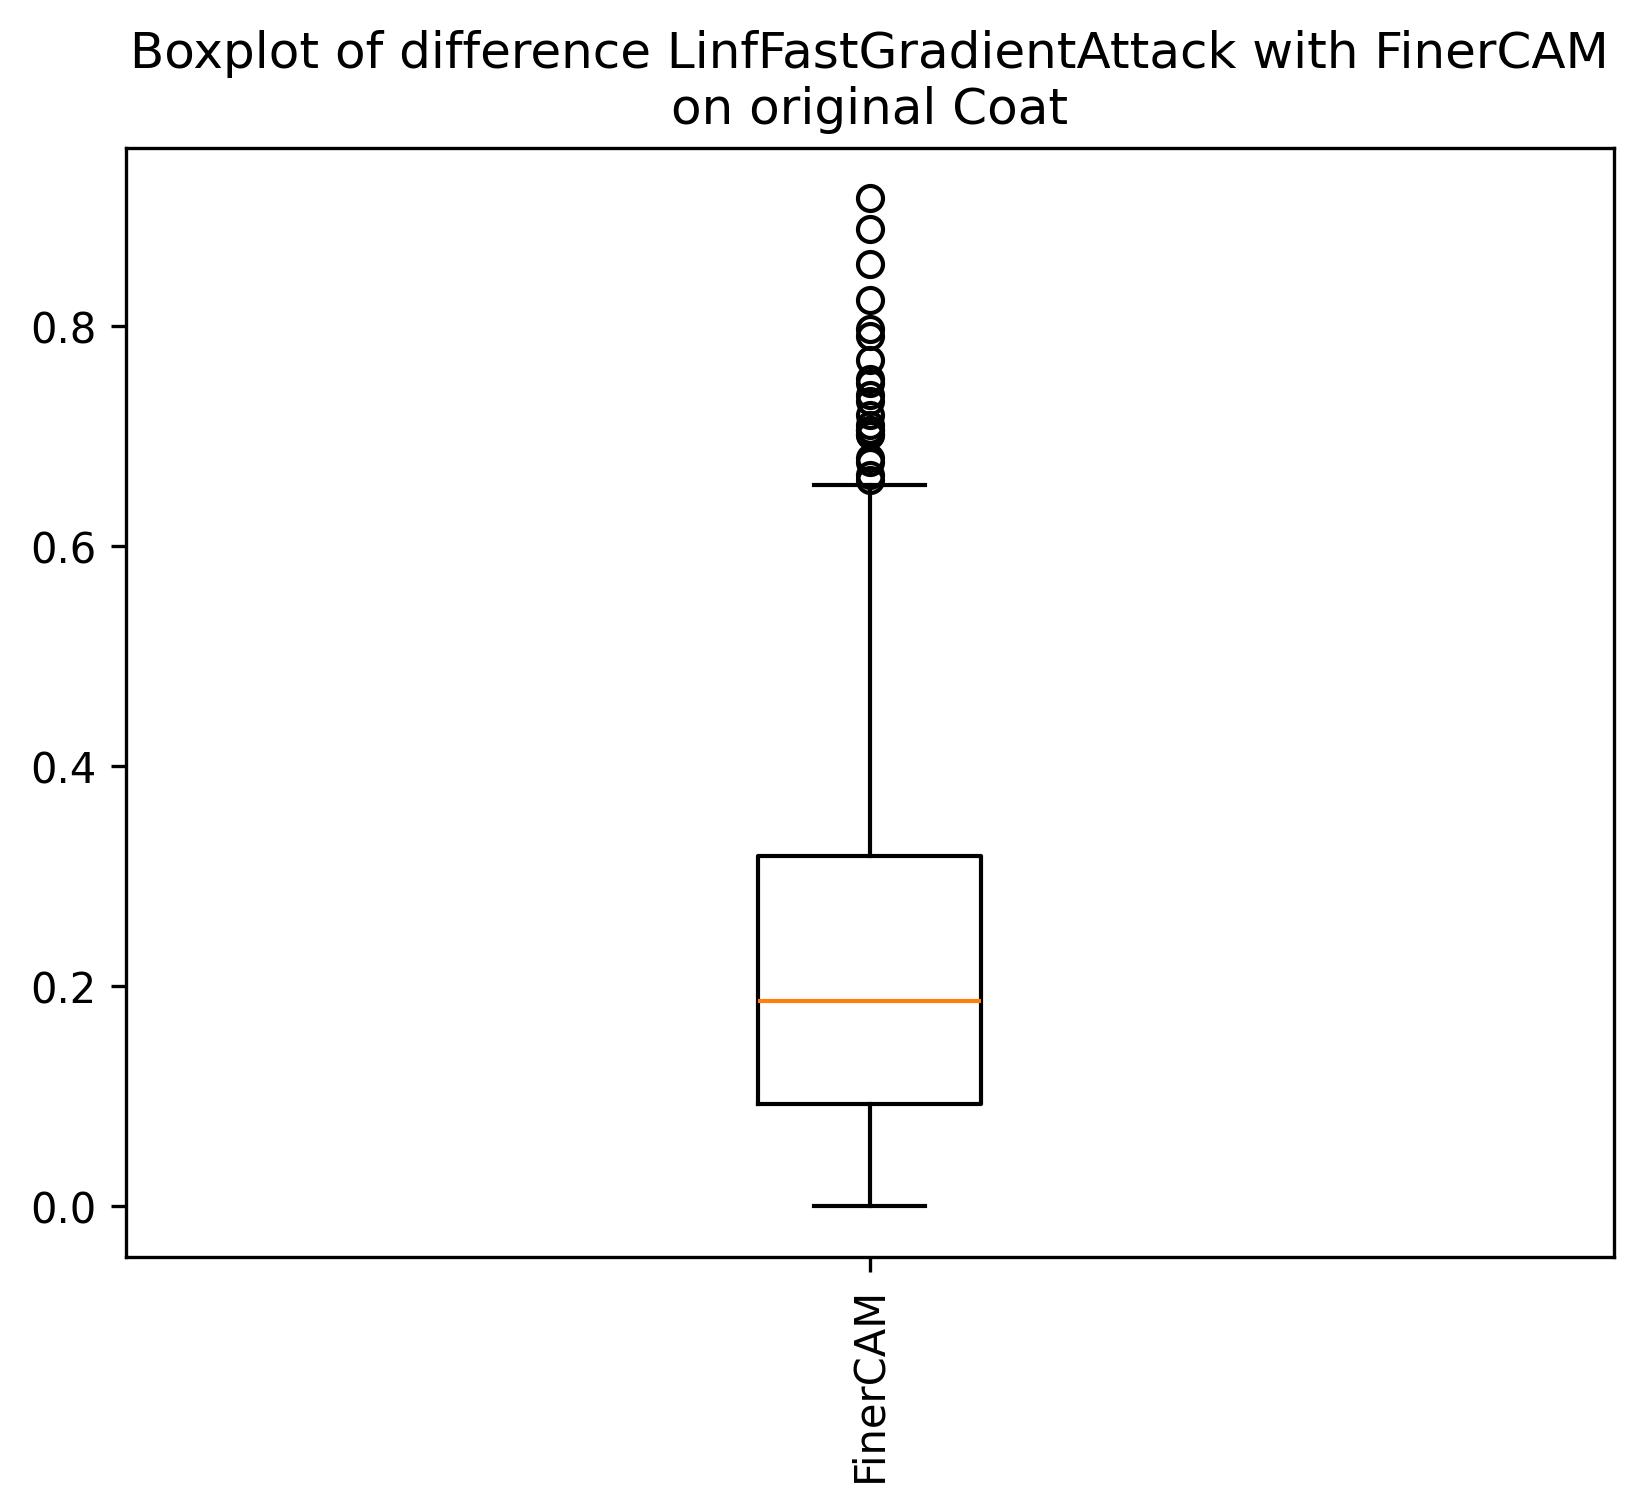 Boxplot of difference LinfFastGradientAttack with FinerCAM
on original Coat
0.8
0.6
0.4
0.2
0.0
FinerCAM